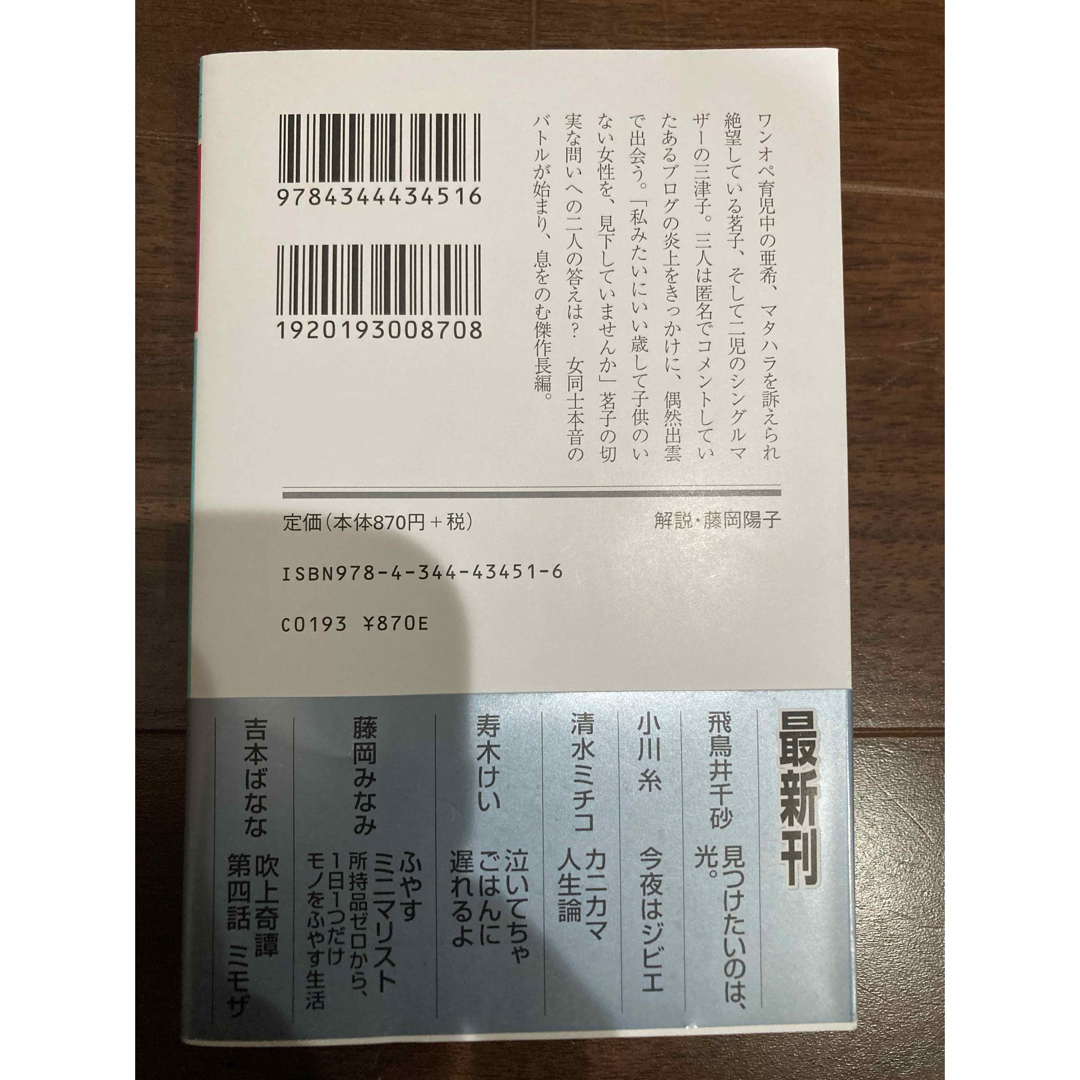 9784344434516
1920193008708
ワンオペ育児中の亜希、マタハラを訴えられ
絶望している茗子、そして二児のシングルマ
ザーの三津子。三人は匿名でコメントしてい
たあるブログの炎上をきっかけに、偶然出雲
で出会う。「私みたいにいい歳して子供のい
ない女性を、見下していませんか」茗子の切
実な問いへの二人の答えは？　女同士本音の
バトルが始まり、息をのむ傑作長編。
定価（本体870円＋税）
解説・藤岡陽子
ISBN978-4-344-43451-6
C0193 ¥870E
最新刊
飛鳥井千砂
見つけたいのは、
光。
小川糸
今夜はジビエ
清水ミチコ
カニカマ
人生論
寿木けい
泣いてちゃ
ごはんに
遅れるよ
藤岡みなみ
ふやす
ミニマリスト
所持品ゼロから、
1日1つだけ
モノをふやす生活
吉本ばなな
吹上奇譚
第四話 ミモザ